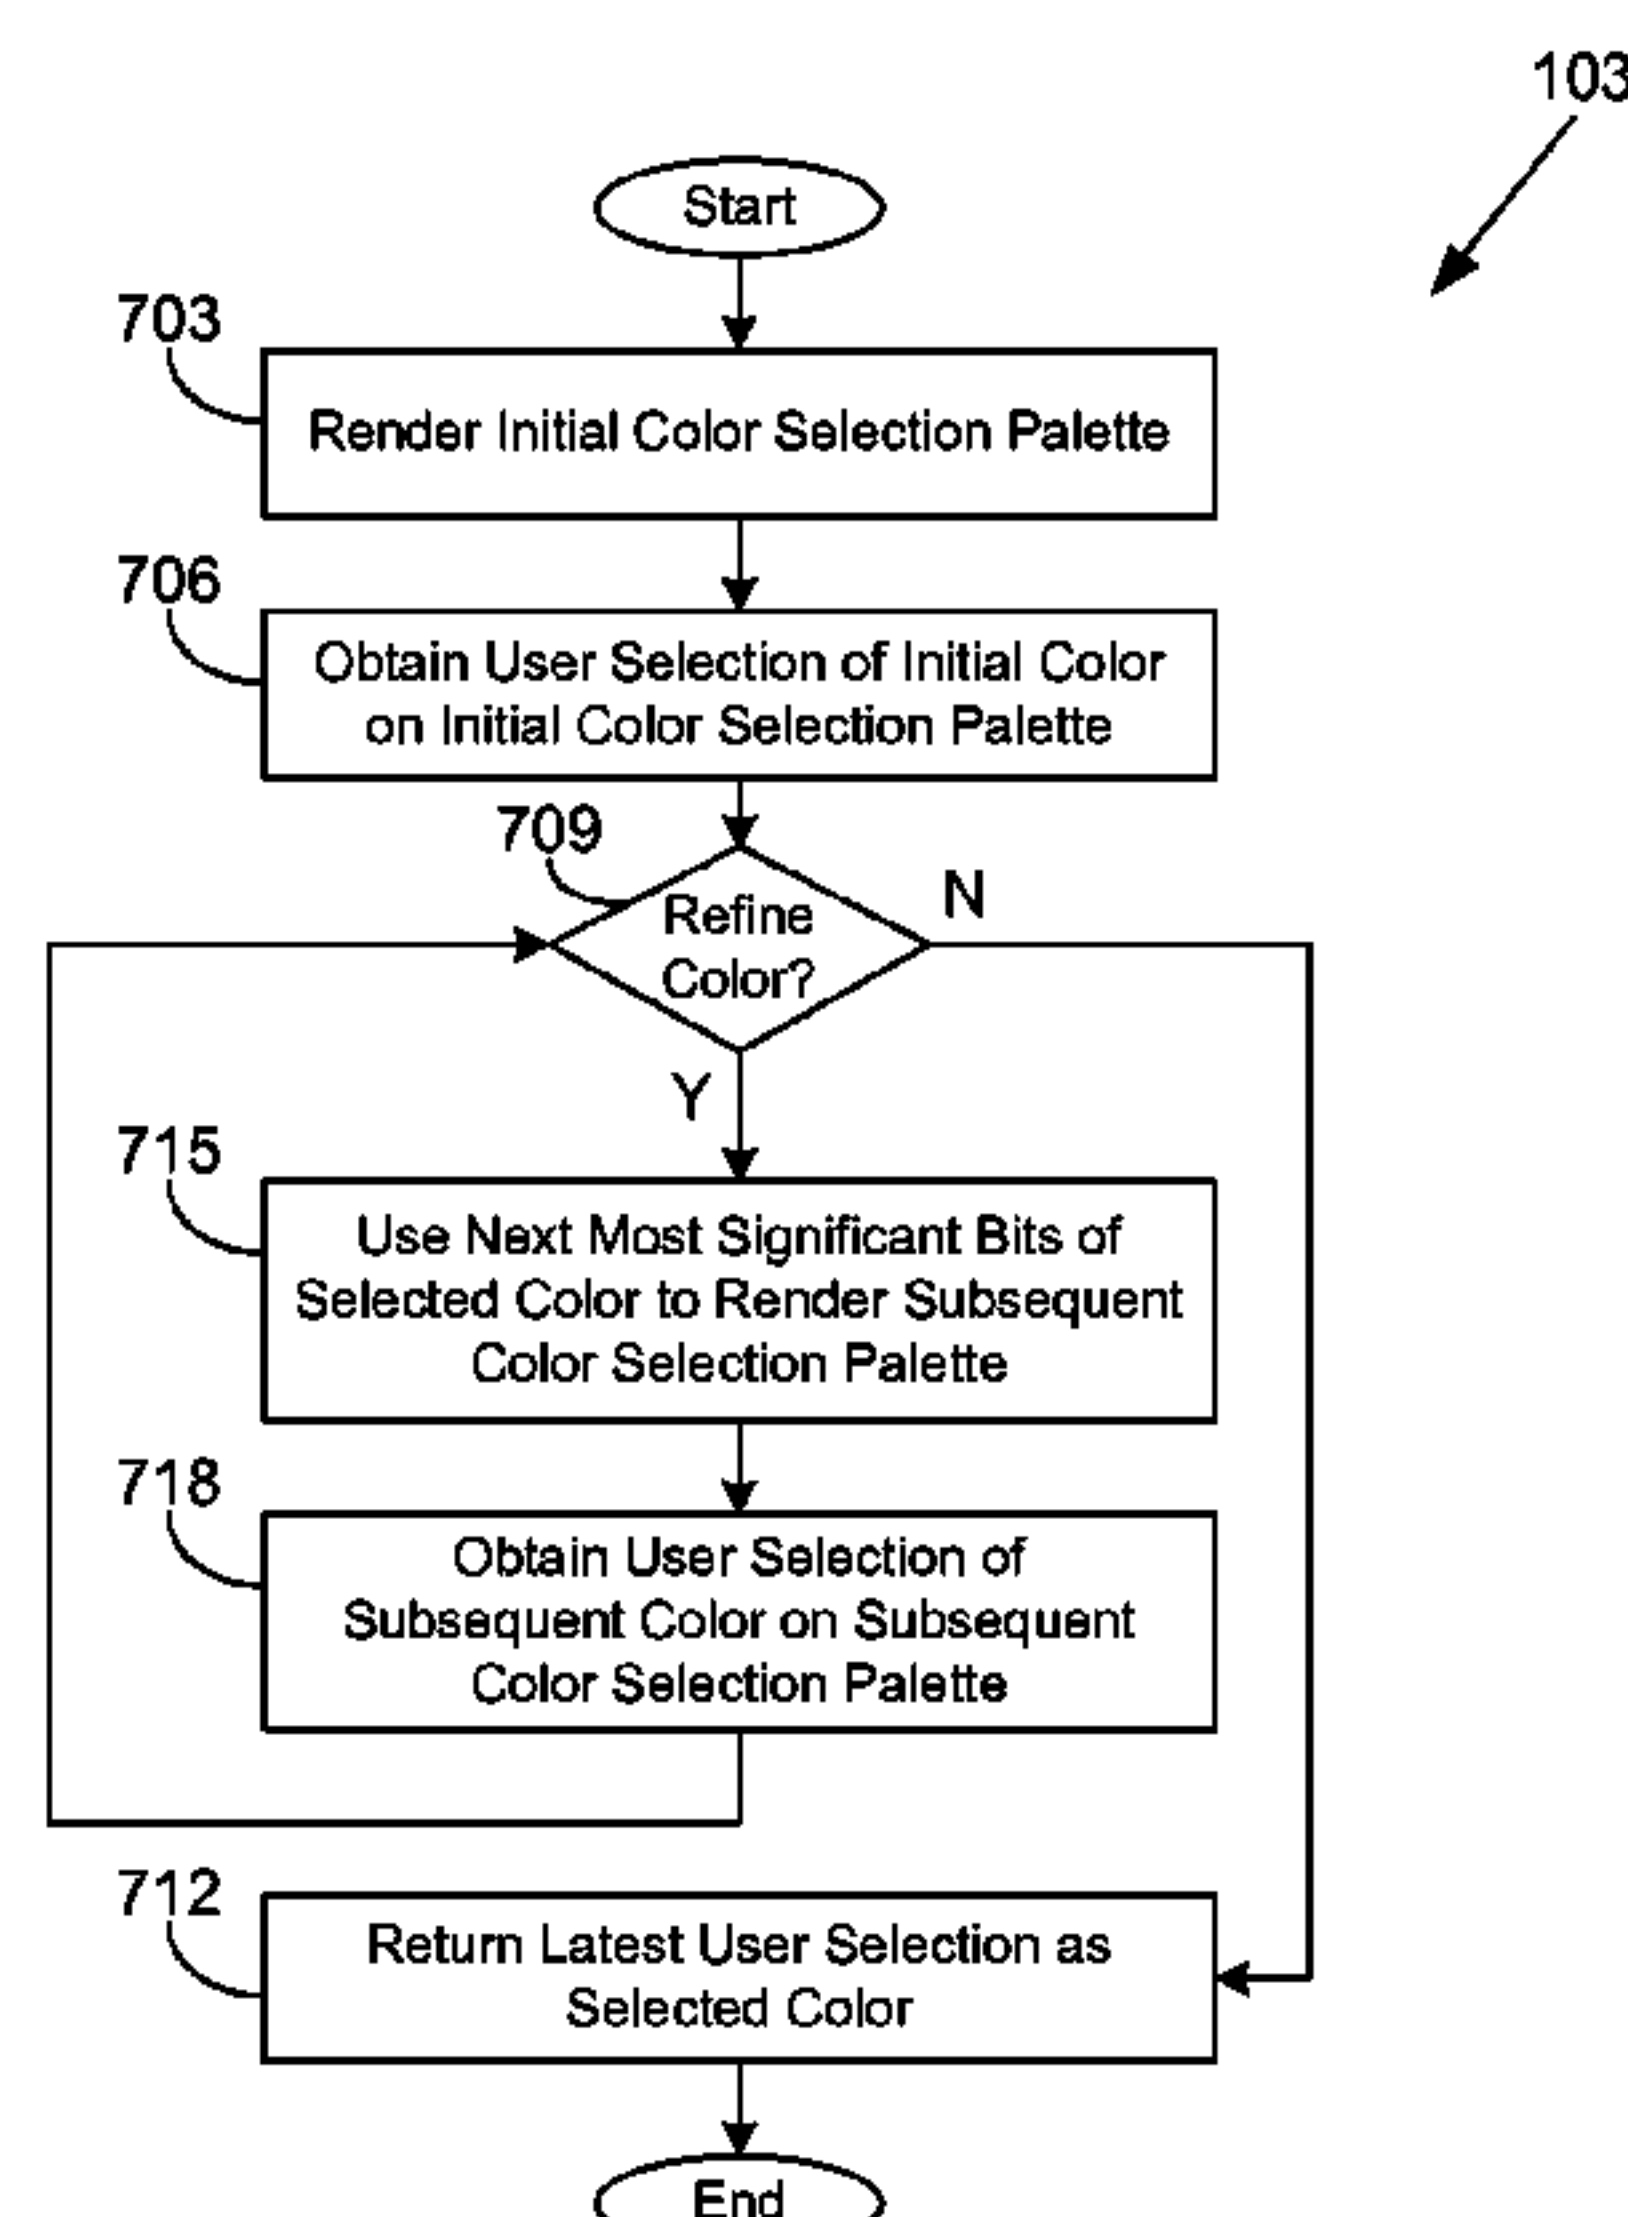 103
Start
703
Render Initial Color Selection Palette
706
Obtain User Selection of Initial Color
on Initial Color Selection Palette
709
Refine
Color?
N
Y
715
Use Next Most Significant Bits of
Selected Color to Render Subsequent
Color Selection Palette
718
Obtain User Selection of
Subsequent Color on Subsequent
Color Selection Palette
712
Return Latest User Selection as
Selected Color
End